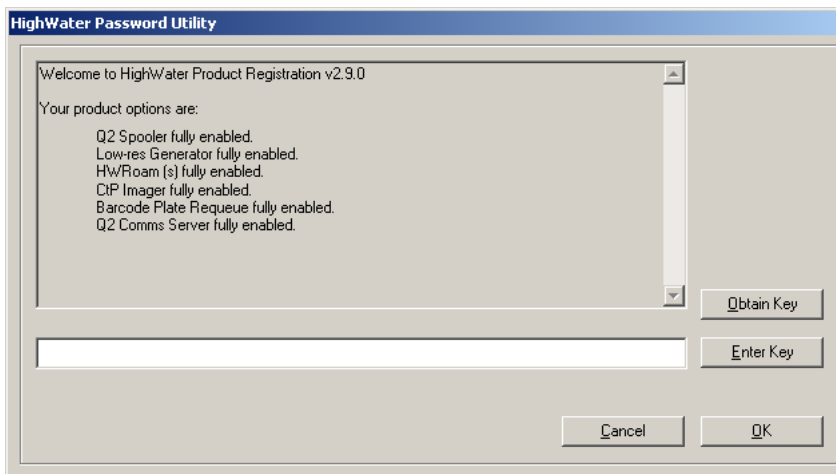 HighWater Password Utility
Welcome to HighWater Product Registration v2.9.0
Your product options are:
Q2 Spooler fully enabled.
Low-res Generator fully enabled.
HWRoam (s) fully enabled.
CtP Imager fully enabled.
Barcode Plate Requeue fully enabled.
Q2 Comms Server fully enabled.
Obtain Key
Enter Key
Cancel
OK